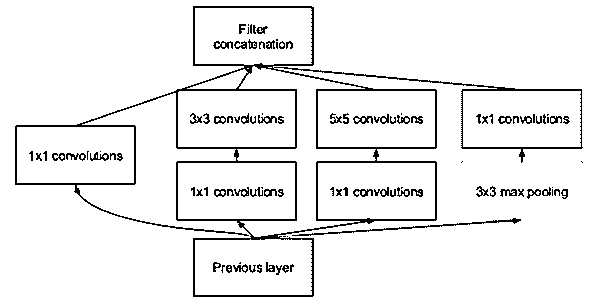 Filter
concatenation
3x3 convolutions
5x5 convolutions
1x1 convolutions
1x1 convolutions
1x1 convolutions
1x1 convolutions
3x3 max pooling
Previous layer